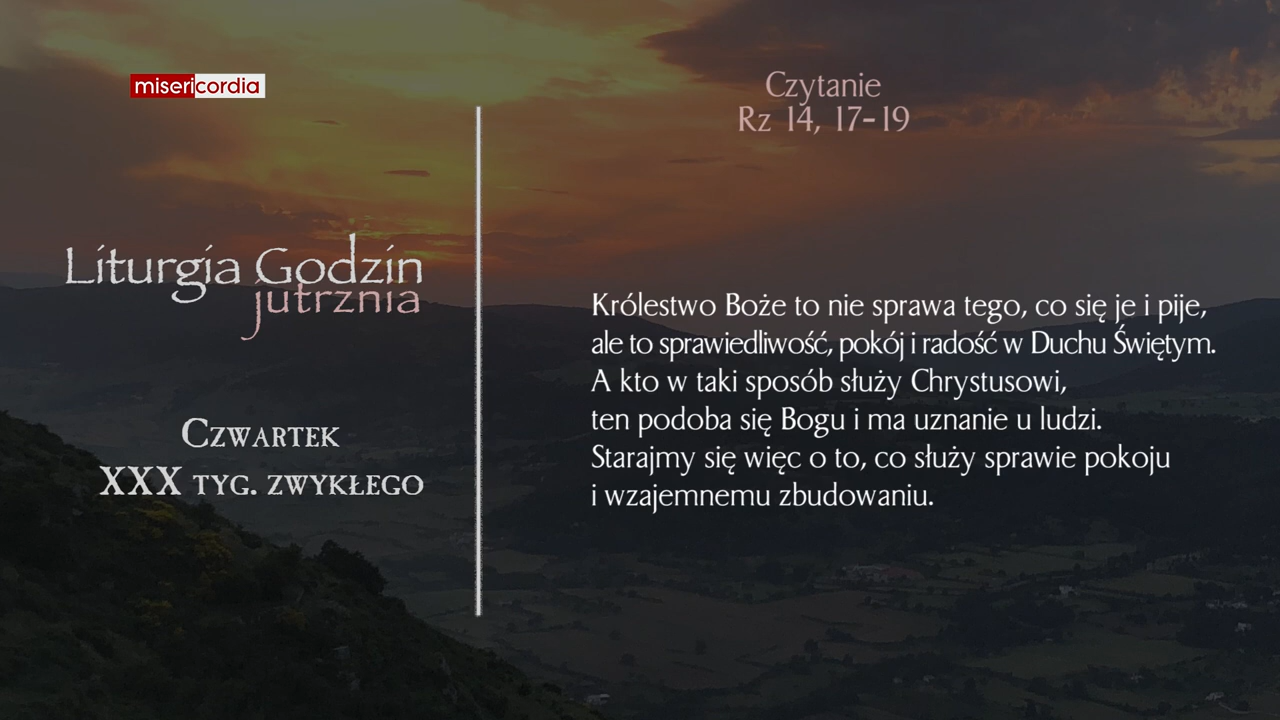 misericordia
Liturgia Godzin
jutrznia
Czwartek
XXX tyg. zwykłego
Czytanie
Rz 14, 17-19
Królestwo Boże to nie sprawa tego, co się je i pije,
ale to sprawiedliwość, pokój i radość w Duchu Świętym.
A kto w taki sposób służy Chrystusowi,
ten podoba się Bogu i ma uznanie u ludzi.
Starajmy się więc o to, co służy sprawie pokoju
i wzajemnemu zbudowaniu.